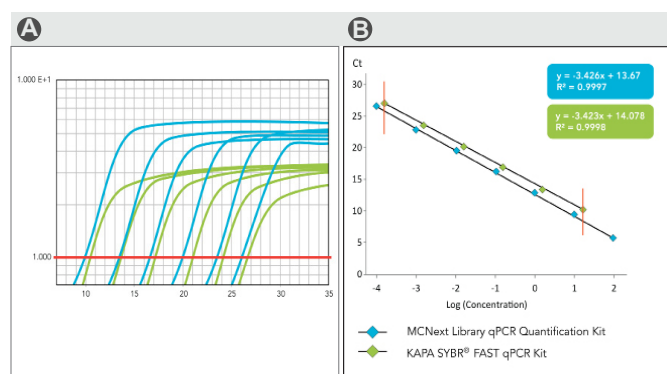 A
B
1.000 E+1
1.000
10 15 20 25 30 35
Ct
30
25
20
15
10
5
0
-4 -3 -2 -1 0 1 2
Log (Concentration)
y = -3.426x + 13.67
R² = 0.9997
y = -3.423x + 14.078
R² = 0.9998
MCNext Library qPCR Quantification Kit
KAPA SYBR® FAST qPCR Kit